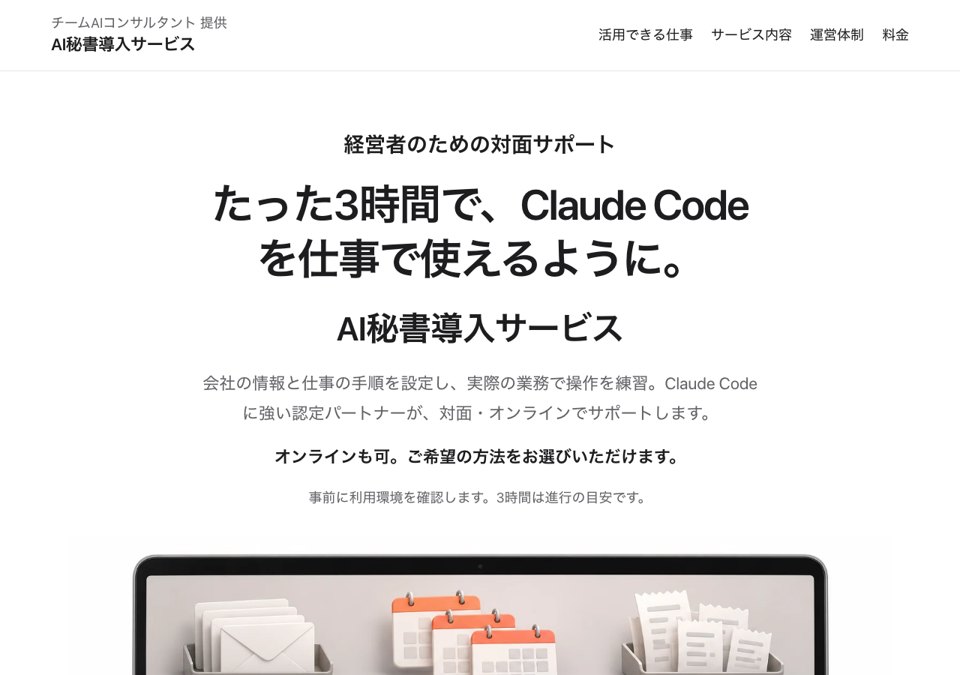 チームAIコンサルタント 提供
AI秘書導入サービス
活用できる仕事 サービス内容 運営体制 料金
経営者のための対面サポート
たった3時間で、Claude Code
を仕事で使えるように。
AI秘書導入サービス
会社の情報と仕事の手順を設定し、実際の業務で操作を練習。Claude Code
に強い認定パートナーが、対面・オンラインでサポートします。
オンラインも可。ご希望の方法をお選びいただけます。
事前に利用環境を確認します。3時間は進行の目安です。